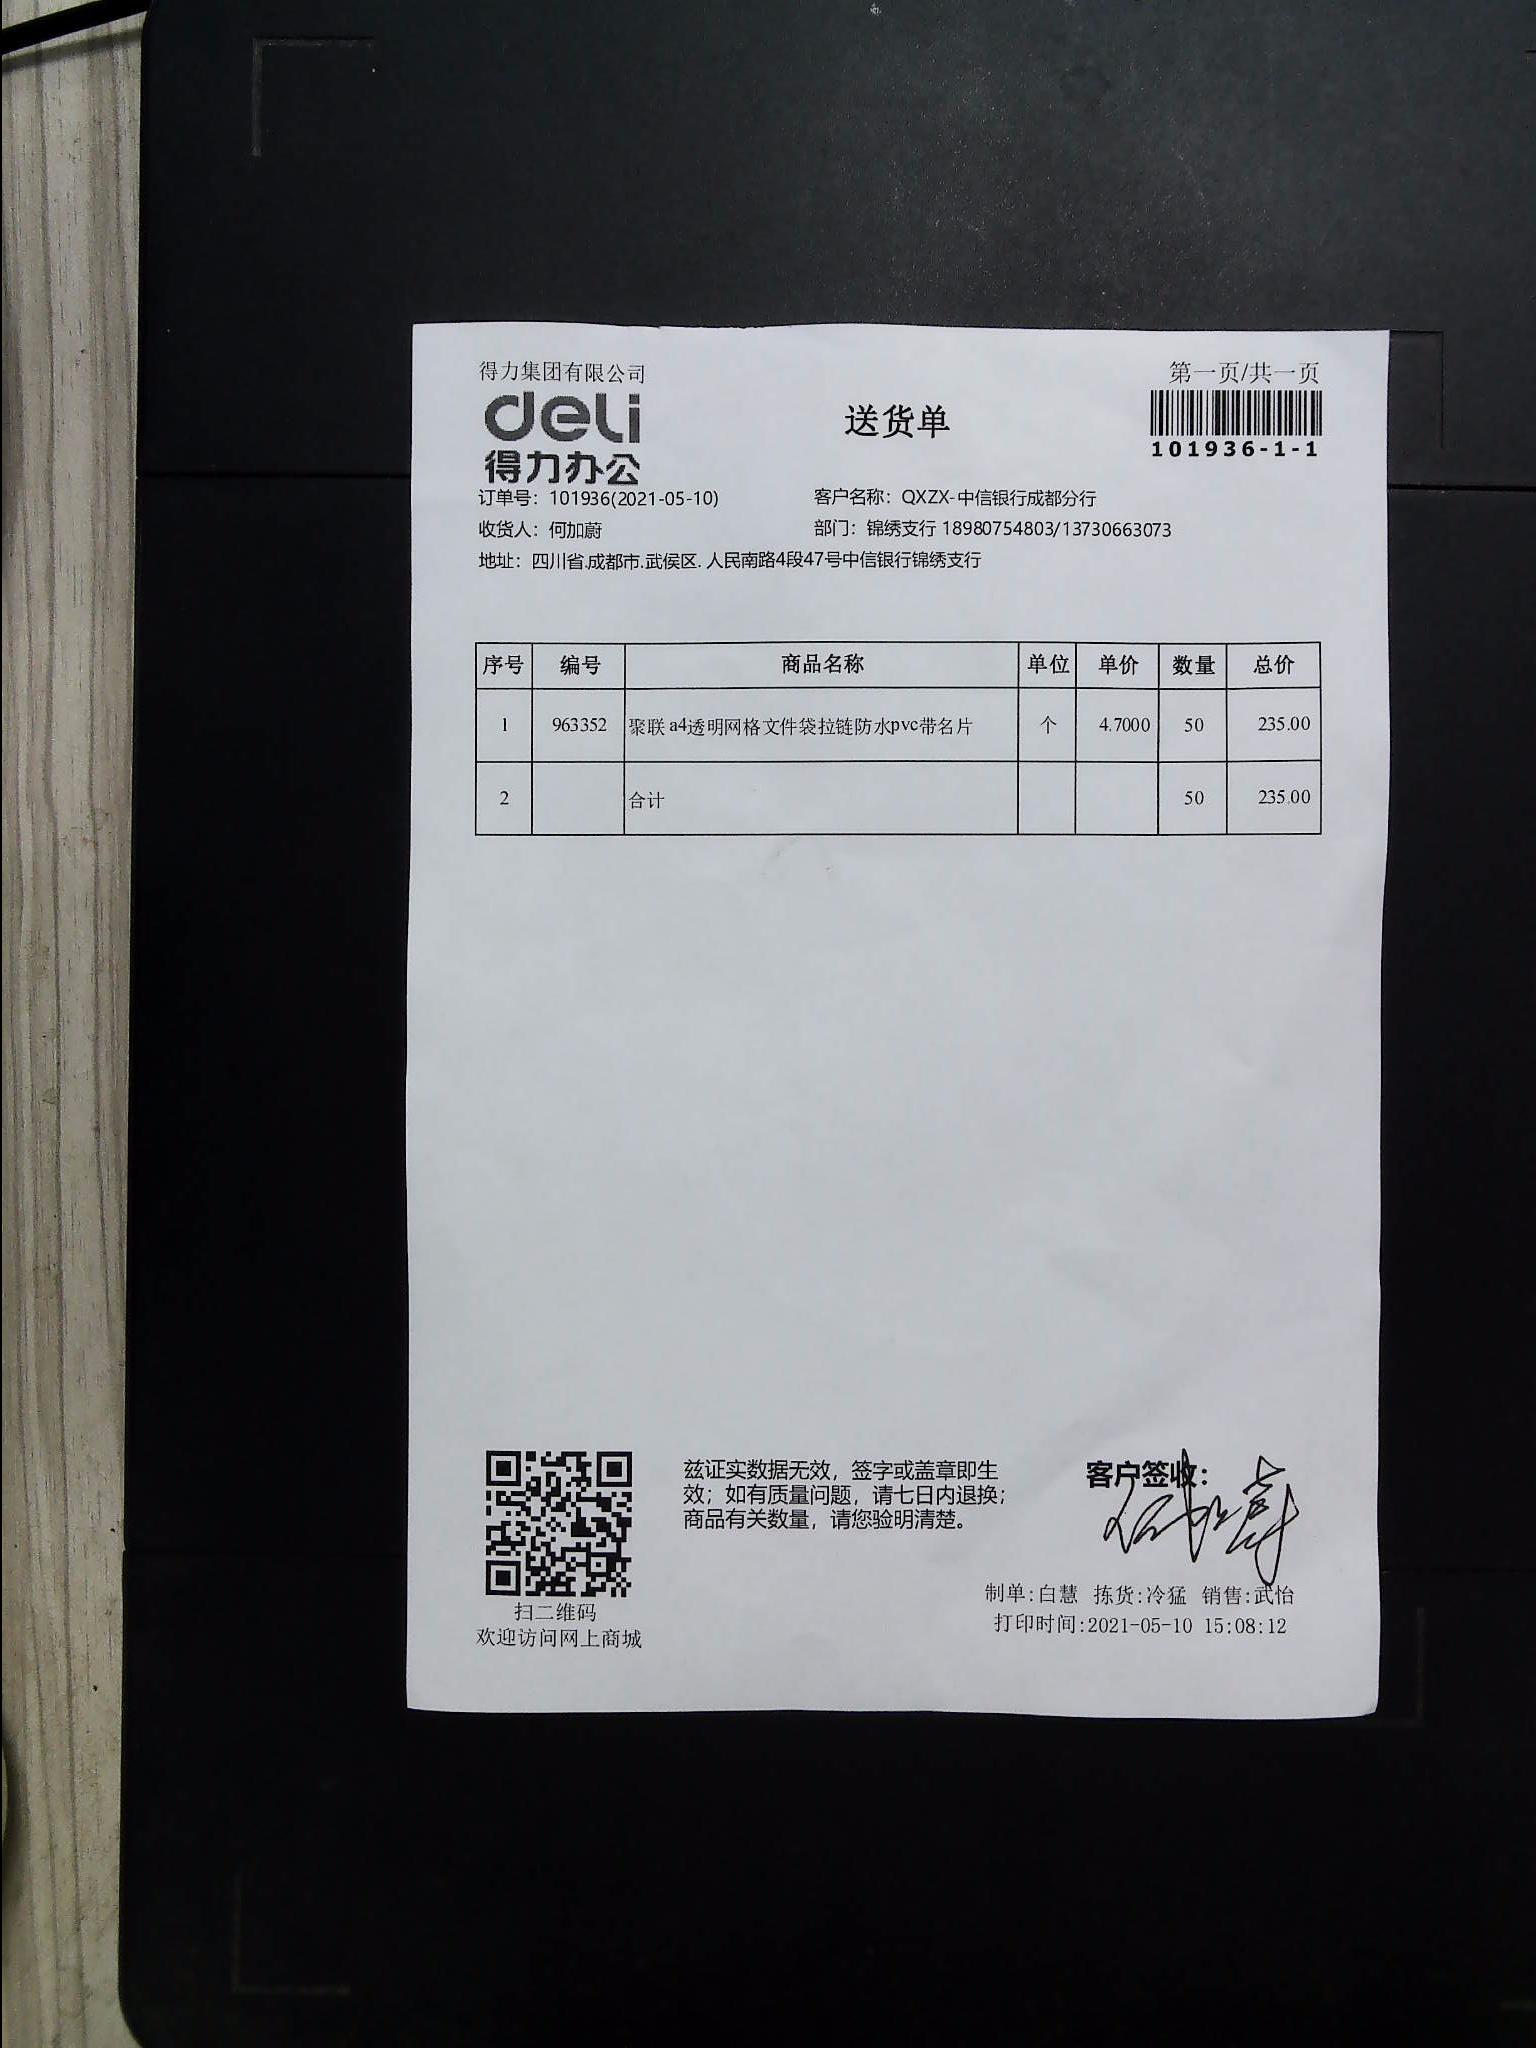 得力集团有限公司
第一页/共一页
deli
得力办公
送货单
101936-1-1
订单号：101936(2021-05-10)
客户名称：QXZX-中信银行成都分行
收货人：何加蔚
部门：锦绣支行 18980754803/13730663073
地址：四川省.成都市.武侯区. 人民南路4段47号中信银行锦绣支行
序号 编号 商品名称 单位 单价 数量 总价
1 963352 聚联 a4透明网格文件袋拉链防水pvc带名片 个 4.7000 50 235.00
2 合计 50 235.00
兹证实数据无效，签字或盖章即生
效；如有质量问题，请七日内退换；
商品有关数量，请您验明清楚。
客户签收：
何加蔚
制单:白慧 拣货:冷猛 销售:武怡
打印时间:2021-05-10 15:08:12
扫二维码
欢迎访问网上商城